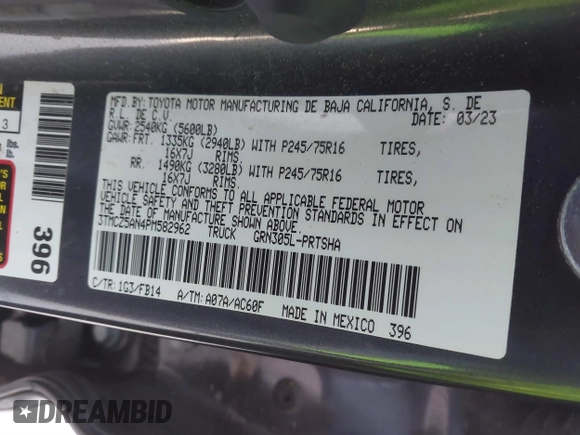 MFD.BY: TOYOTA MOTOR MANUFACTURING DE BAJA CALIFORNIA, S. DE
R.L. DE C.V. DATE: 03/23
GVWR: 2540KG (5600LB)
GAWR: FRT. 1335KG (2940LB) WITH P245/75R16 TIRES,
16X7J RIMS.
RR. 1490KG (3280LB) WITH P245/75R16 TIRES,
16X7J RIMS.
THIS VEHICLE CONFORMS TO ALL APPLICABLE FEDERAL MOTOR
VEHICLE SAFETY AND THEFT PREVENTION STANDARDS IN EFFECT ON
THE DATE OF MANUFACTURE SHOWN ABOVE.
3TMCZ5AN4PM582962 TRUCK GRN305L-PRTSHA
C/TR: 1G3/FB14 A/TM: A07A/AC60F MADE IN MEXICO 396
396
lbs.
DREAMBID